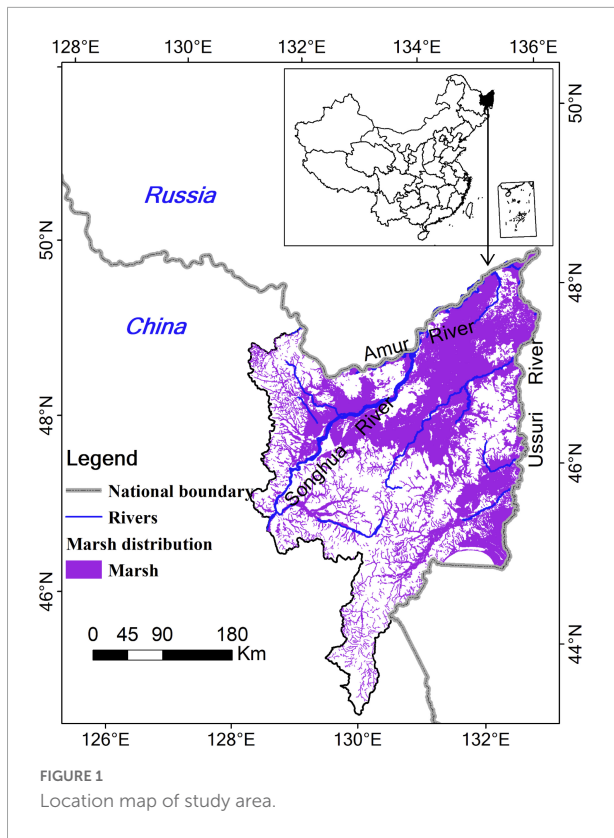 128°E 130°E 132°E 134°E 136°E
50°N
50°N
Russia
48°N
China
Amur River
48°N
Ussuri River
Songhua River
46°N
Legend
National boundary
Rivers
Marsh distribution
Marsh
46°N
0 45 90 180
Km
44°N
126°E 128°E 130°E 132°E
FIGURE 1
Location map of study area.